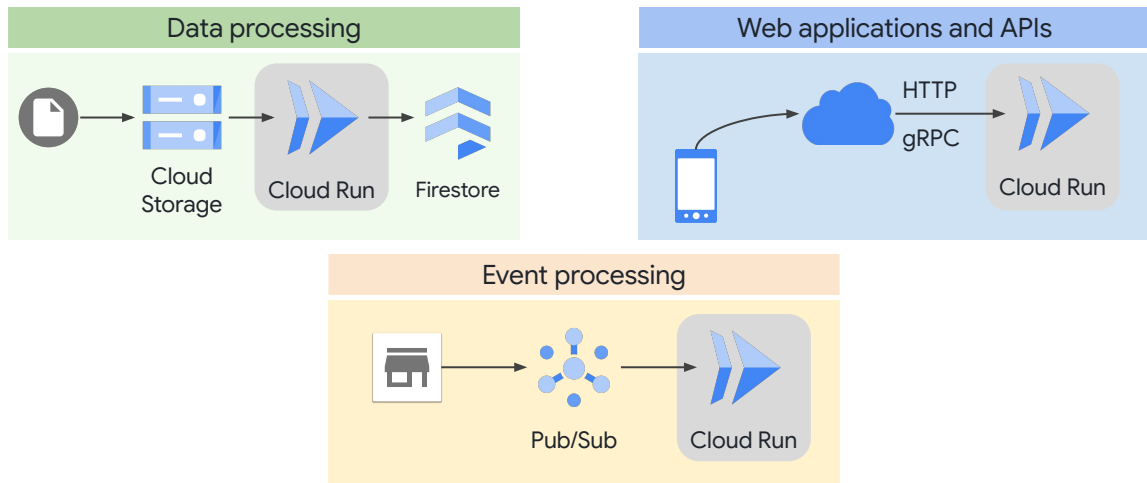 Data processing
Cloud
Storage
Cloud Run
Firestore
Web applications and APIs
HTTP
gRPC
Cloud Run
Event processing
Pub/Sub
Cloud Run